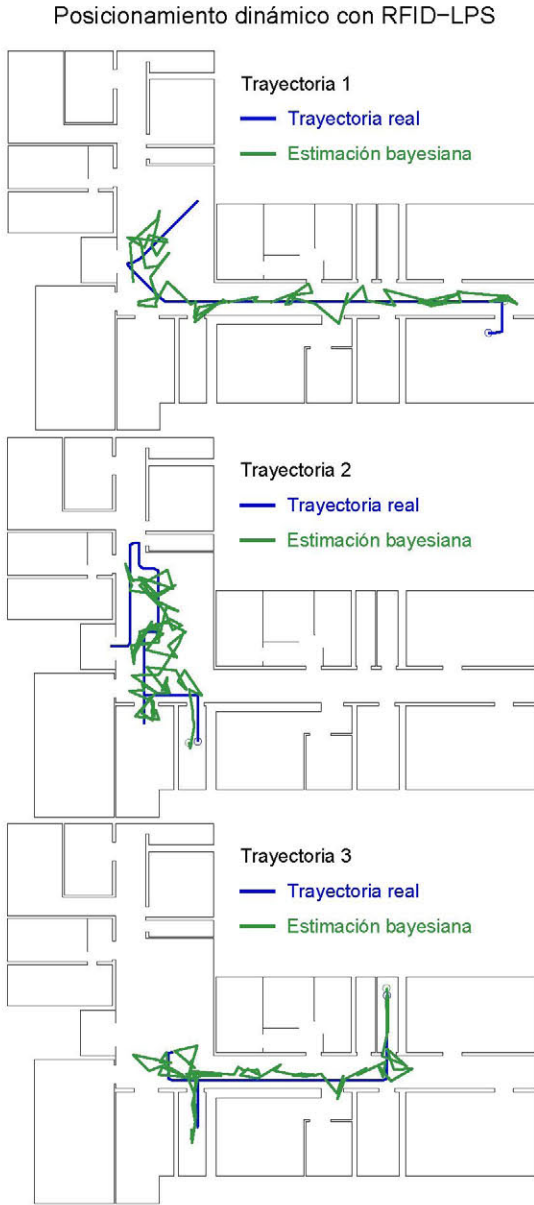 Posicionamiento dinámico con RFID-LPS
Trayectoria 1
Trayectoria real
Estimación bayesiana
Trayectoria 2
Trayectoria real
Estimación bayesiana
Trayectoria 3
Trayectoria real
Estimación bayesiana